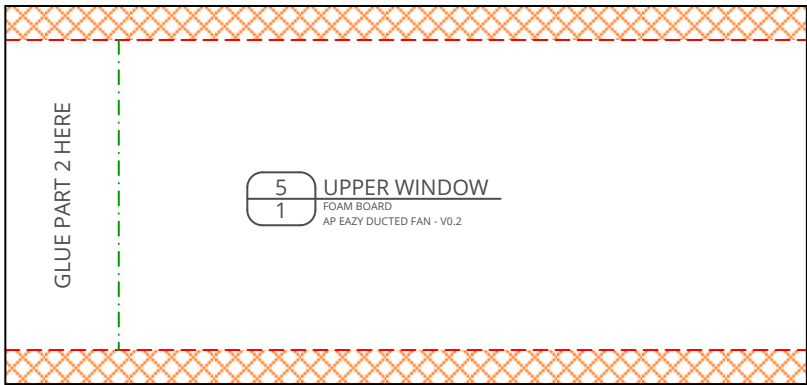 GLUE PART 2 HERE
5
1
UPPER WINDOW
FOAM BOARD
AP EAZY DUCTED FAN - V0.2